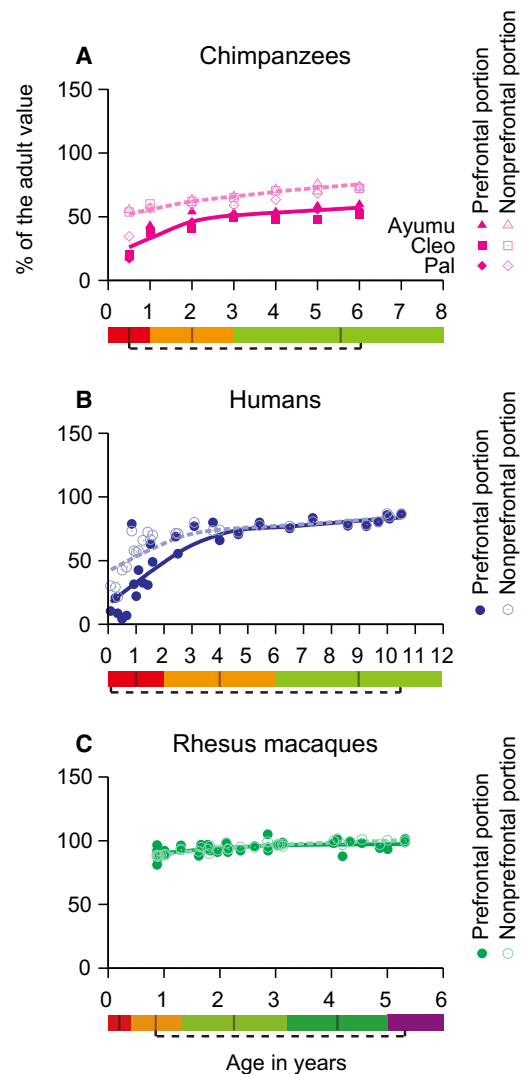 A
Chimpanzees
% of the adult value
150
100
50
0
Ayumu
Cleo
Pal
0 1 2 3 4 5 6 7 8
Prefrontal portion
Nonprefrontal portion
B
Humans
150
100
50
0
0 1 2 3 4 5 6 7 8 9 10 11 12
Prefrontal portion
Nonprefrontal portion
C
Rhesus macaques
150
100
50
0
0 1 2 3 4 5 6
Prefrontal portion
Nonprefrontal portion
Age in years